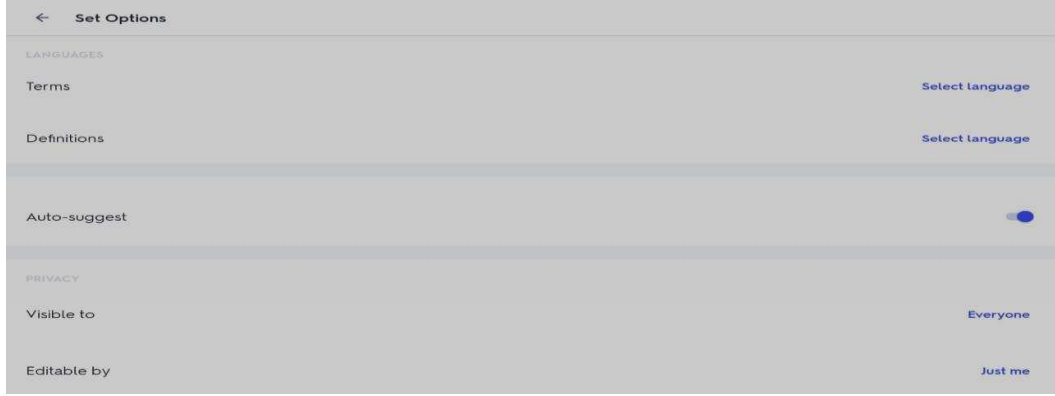 Set Options
LANGUAGES
Terms Select language
Definitions Select language
Auto-suggest
PRIVACY
Visible to Everyone
Editable by Just me